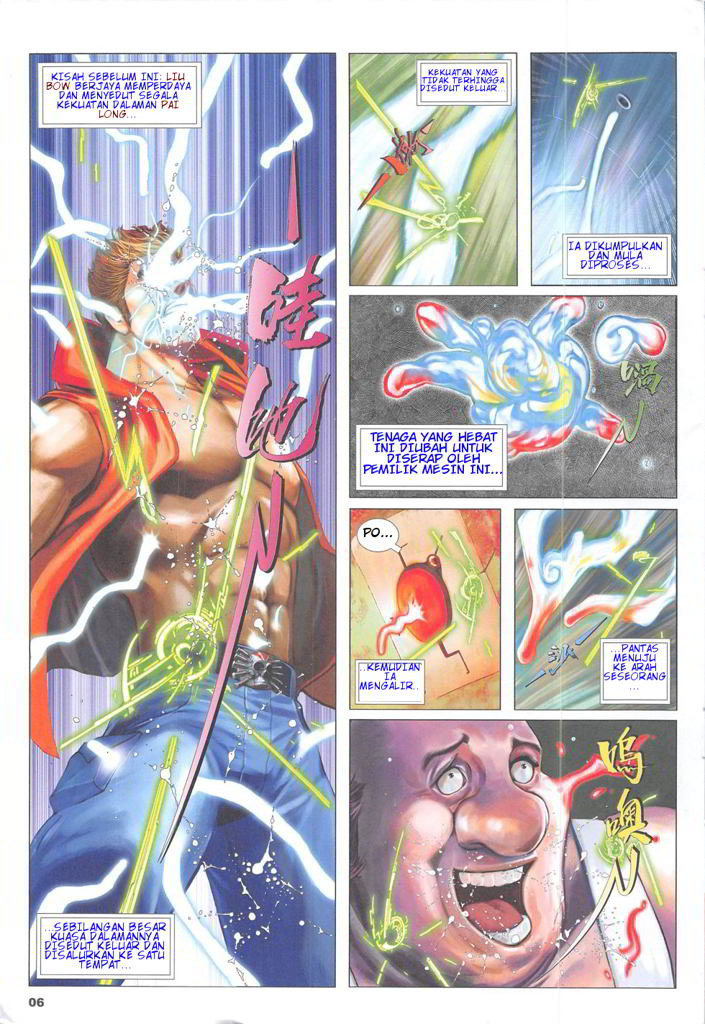 KISAH SEBELUM INI: LIU
BOW BERJAYA MEMPERDAYA
DAN MENYEDUT SEGALA
KEKUATAN DALAMAN PAI
LONG...
哇
地
...SEBILANGAN BESAR
KUASA DALAMANNYA
DISEDUT KELUAR DAN
DISALURKAN KE SATU
TEMPAT...
KEKUATAN YANG
TIDAK TERHINGGA
DISEDUT KELUAR...
IA DIKUMPULKAN
DAN MULA
DIPROSES...
TENAGA YANG HEBAT
INI DIUBAH UNTUK
DISERAP OLEH
PEMILIK MESIN INI...
PO...
..KEMUDIAN
IA
MENGALIR..
...PANTAS
MENUJU
KE ARAH
SESEORANG
...
嗚
噢
06